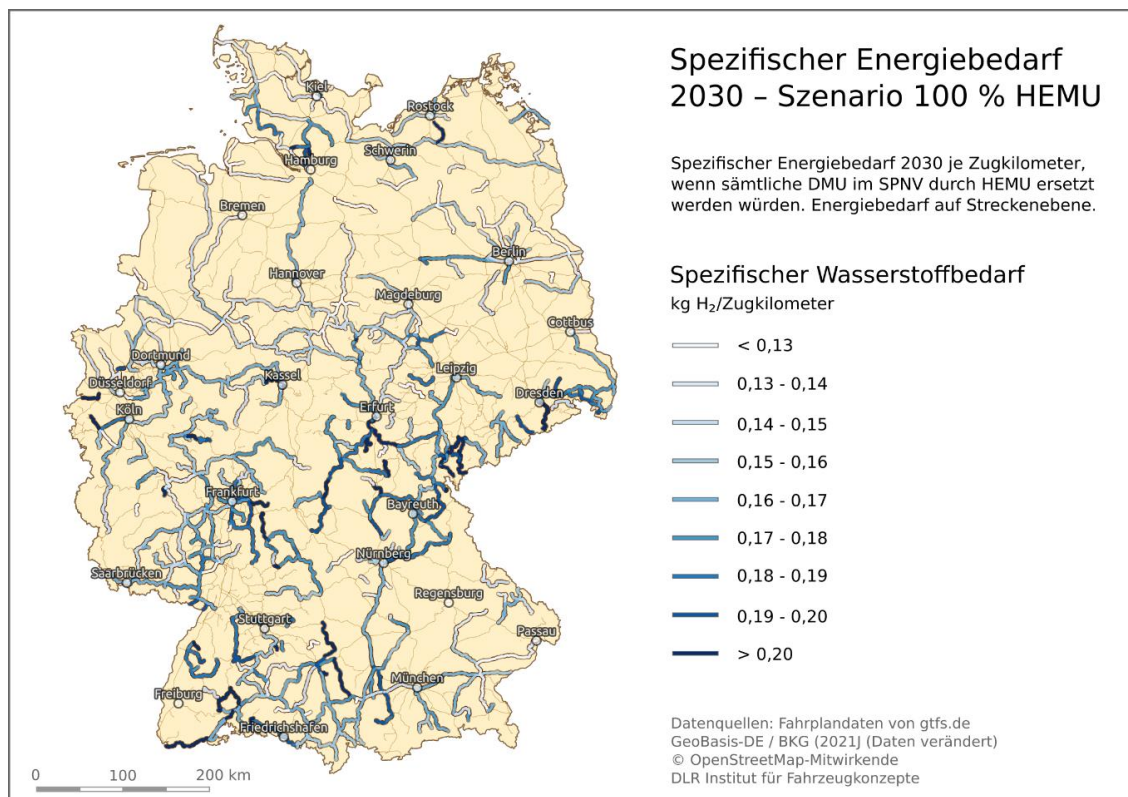 Spezifischer Energiebedarf
2030 – Szenario 100 % HEMU
Spezifischer Energiebedarf 2030 je Zugkilometer,
wenn sämtliche DMU im SPNV durch HEMU ersetzt
werden würden. Energiebedarf auf Streckenebene.
Spezifischer Wasserstoffbedarf
kg H₂/Zugkilometer
< 0,13
0,13 - 0,14
0,14 - 0,15
0,15 - 0,16
0,16 - 0,17
0,17 - 0,18
0,18 - 0,19
0,19 - 0,20
> 0,20
Datenquellen: Fahrplandaten von gtfs.de
GeoBasis-DE / BKG (2021J (Daten verändert)
© OpenStreetMap-Mitwirkende
DLR Institut für Fahrzeugkonzepte
Kiel
Rostock
Schwerin
Hamburg
Bremen
Berlin
Hannover
Magdeburg
Cottbus
Dortmund
Düsseldorf
Kassel
Leipzig
Dresden
Köln
Erfurt
Frankfurt
Bayreuth
Nürnberg
Saarbrücken
Regensburg
Stuttgart
Passau
München
Freiburg
Friedrichshafen
0 100 200 km